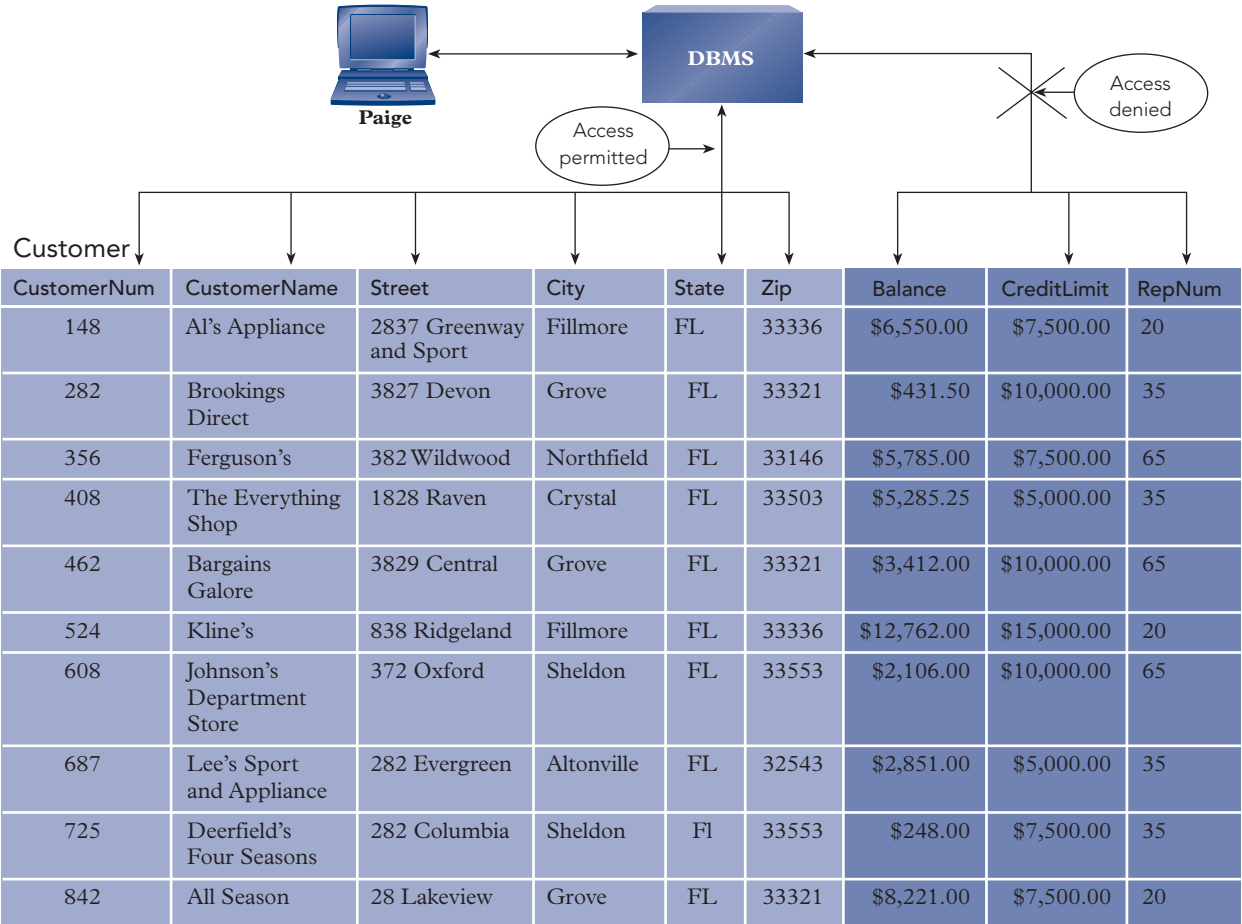 DBMS
Paige
Access
permitted
Access
denied
Customer
CustomerNum CustomerName Street City State Zip Balance CreditLimit RepNum
148 Al's Appliance 2837 Greenway Fillmore FL 33336 $6,550.00 $7,500.00 20
and Sport
282 Brookings 3827 Devon Grove FL 33321 $431.50 $10,000.00 35
Direct
356 Ferguson's 382 Wildwood Northfield FL 33146 $5,785.00 $7,500.00 65
408 The Everything 1828 Raven Crystal FL 33503 $5,285.25 $5,000.00 35
Shop
462 Bargains 3829 Central Grove FL 33321 $3,412.00 $10,000.00 65
Galore
524 Kline's 838 Ridgeland Fillmore FL 33336 $12,762.00 $15,000.00 20
608 Johnson's 372 Oxford Sheldon FL 33553 $2,106.00 $10,000.00 65
Department
Store
687 Lee's Sport 282 Evergreen Altonville FL 32543 $2,851.00 $5,000.00 35
and Appliance
725 Deerfield's 282 Columbia Sheldon Fl 33553 $248.00 $7,500.00 35
Four Seasons
842 All Season 28 Lakeview Grove FL 33321 $8,221.00 $7,500.00 20